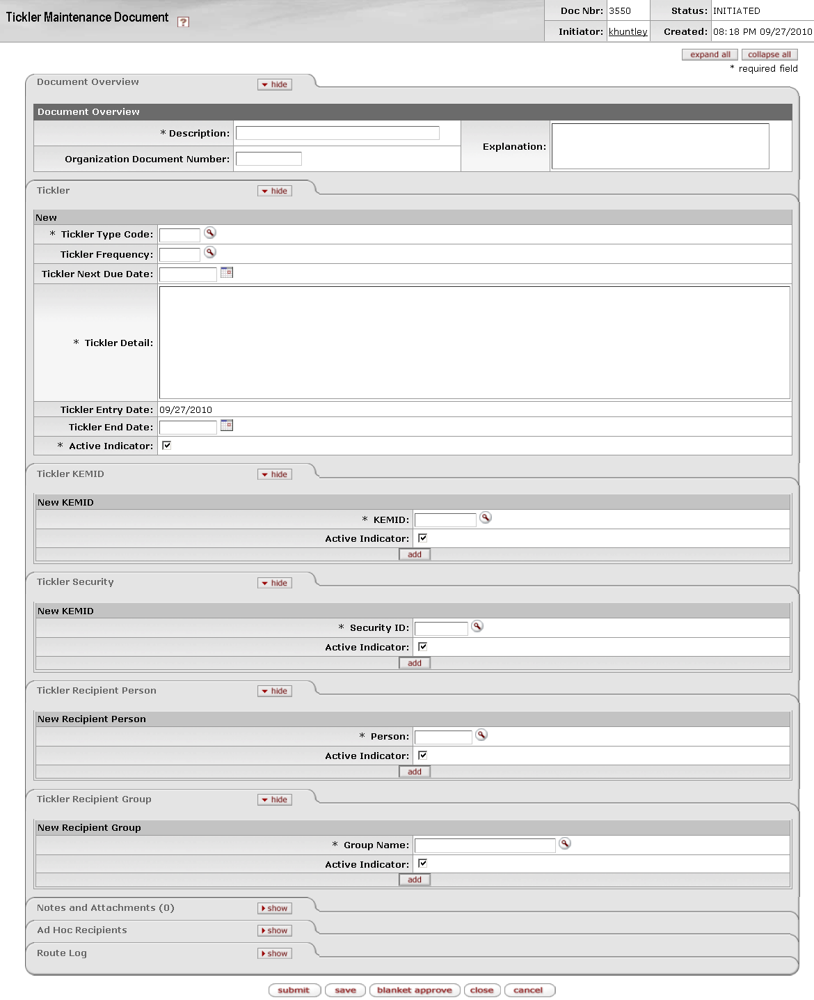 Tickler Maintenance Document ?
Doc Nbr: 3550 Status: INITIATED
Initiator: khuntley Created: 08:18 PM 09/27/2010
expand all collapse all
* required field
Document Overview hide
Document Overview
* Description:
Explanation:
Organization Document Number:
Tickler hide
New
* Tickler Type Code:
Tickler Frequency:
Tickler Next Due Date:
* Tickler Detail:
Tickler Entry Date: 09/27/2010
Tickler End Date:
* Active Indicator:
Tickler KEMID hide
New KEMID
* KEMID:
Active Indicator:
add
Tickler Security hide
New KEMID
* Security ID:
Active Indicator:
add
Tickler Recipient Person hide
New Recipient Person
* Person:
Active Indicator:
add
Tickler Recipient Group hide
New Recipient Group
* Group Name:
Active Indicator:
add
Notes and Attachments (0) show
Ad Hoc Recipients show
Route Log show
submit save blanket approve close cancel